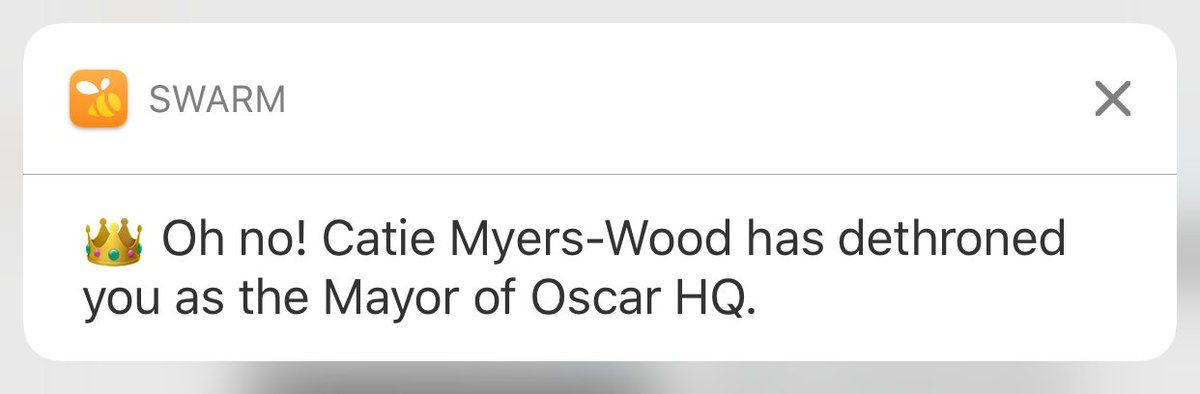 SWARM
👑 Oh no! Catie Myers-Wood has dethroned
you as the Mayor of Oscar HQ.